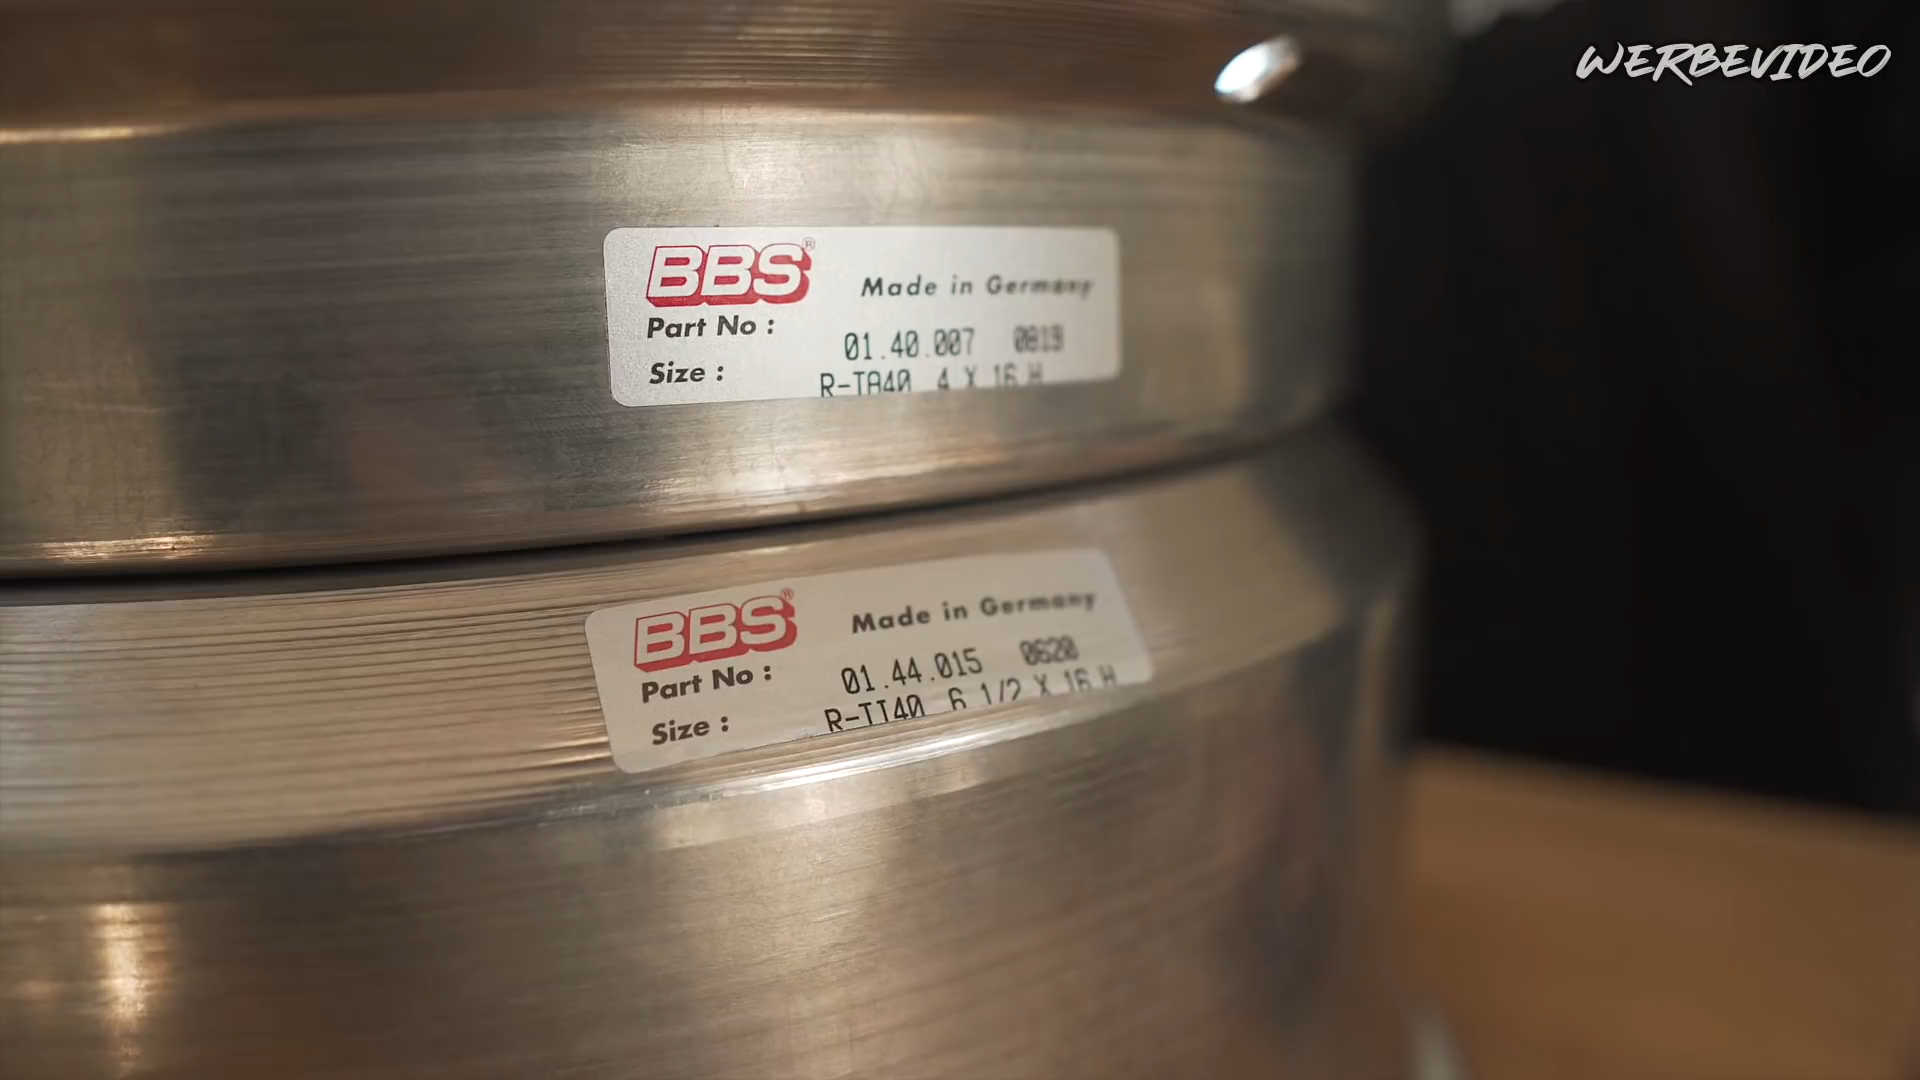 WERBEVIDEO
BBS® Made in Germany
Part No : 01.40.007 0819
Size : R-TA40 4 X 16 H
BBS® Made in Germany
Part No : 01.44.015 0620
Size : R-TI40 6 1/2 X 16 H